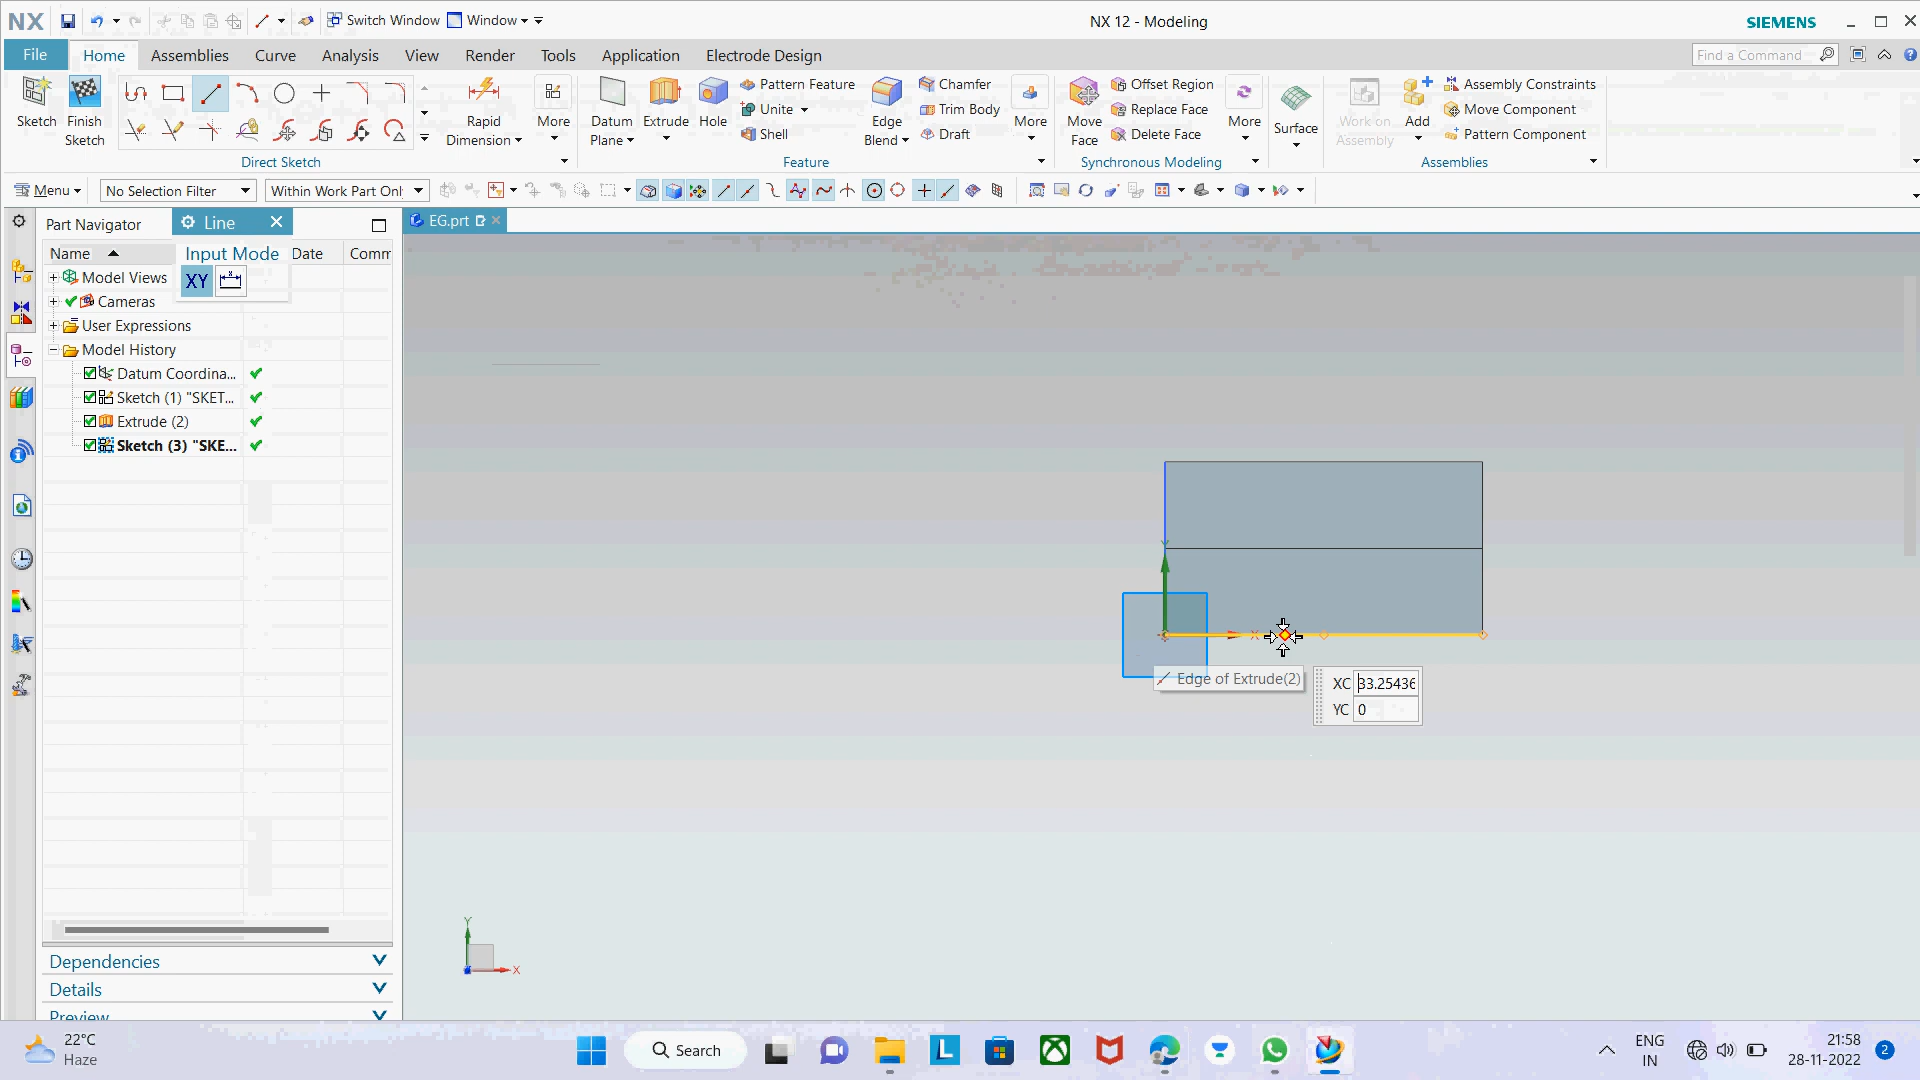 NX
Switch Window
Window
NX 12 - Modeling
SIEMENS
File
Home
Assemblies
Curve
Analysis
View
Render
Tools
Application
Electrode Design
Find a Command
Sketch
Finish Sketch
Rapid Dimension
More
Direct Sketch
Datum Plane
Extrude
Hole
Pattern Feature
Unite
Shell
Edge Blend
Chamfer
Trim Body
Draft
More
Feature
Move Face
Offset Region
Replace Face
Delete Face
More
Synchronous Modeling
Surface
Work on Assembly
Add
Assembly Constraints
Move Component
Pattern Component
Assemblies
Menu
No Selection Filter
Within Work Part Onl
Part Navigator
Line
EG.prt
Name
Input Mode
Date
Comm
XY
Model Views
Cameras
User Expressions
Model History
Datum Coordina...
Sketch (1) "SKET...
Extrude (2)
Sketch (3) "SKE...
Y
X
Edge of Extrude(2)
XC 33.25436
YC 0
Y
X
Dependencies
Details
Preview
22°C
Haze
Search
ENG
IN
21:58
28-11-2022
2